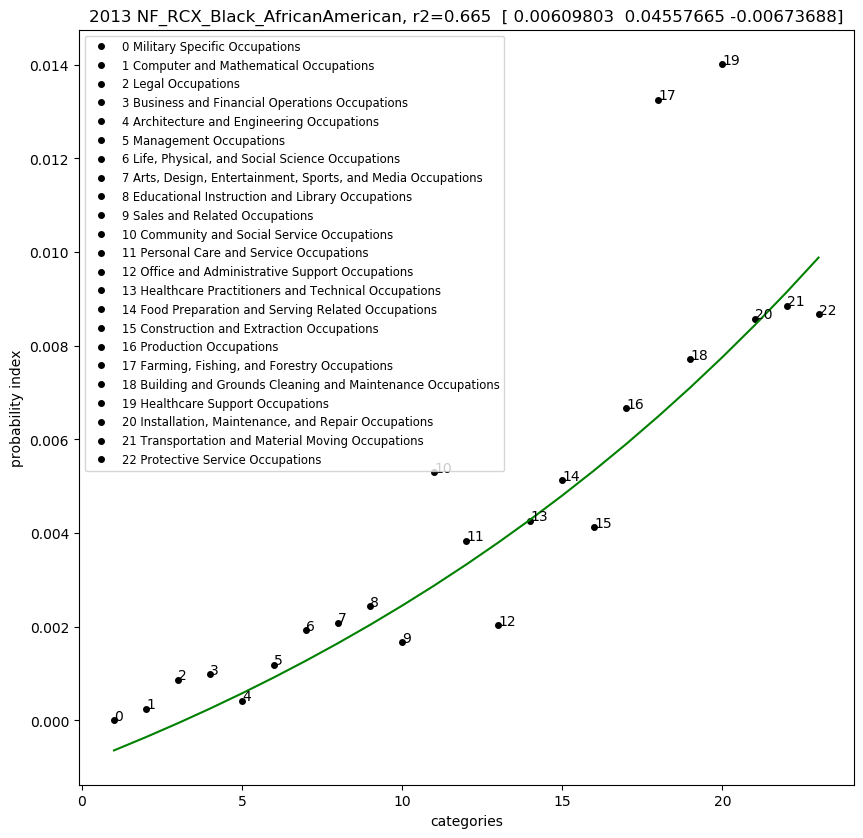 2013 NF_RCX_Black_AfricanAmerican, r2=0.665 [ 0.00609803 0.04557665 -0.00673688]
0 Military Specific Occupations
1 Computer and Mathematical Occupations
2 Legal Occupations
3 Business and Financial Operations Occupations
4 Architecture and Engineering Occupations
5 Management Occupations
6 Life, Physical, and Social Science Occupations
7 Arts, Design, Entertainment, Sports, and Media Occupations
8 Educational Instruction and Library Occupations
9 Sales and Related Occupations
10 Community and Social Service Occupations
11 Personal Care and Service Occupations
12 Office and Administrative Support Occupations
13 Healthcare Practitioners and Technical Occupations
14 Food Preparation and Serving Related Occupations
15 Construction and Extraction Occupations
16 Production Occupations
17 Farming, Fishing, and Forestry Occupations
18 Building and Grounds Cleaning and Maintenance Occupations
19 Healthcare Support Occupations
20 Installation, Maintenance, and Repair Occupations
21 Transportation and Material Moving Occupations
22 Protective Service Occupations
probability index
0.014
0.012
0.010
0.008
0.006
0.004
0.002
0.000
0
1
2
3
4
5
6
7
8
9
10
11
12
13
14
15
16
17
18
19
20
21
22
0
5
10
15
20
categories